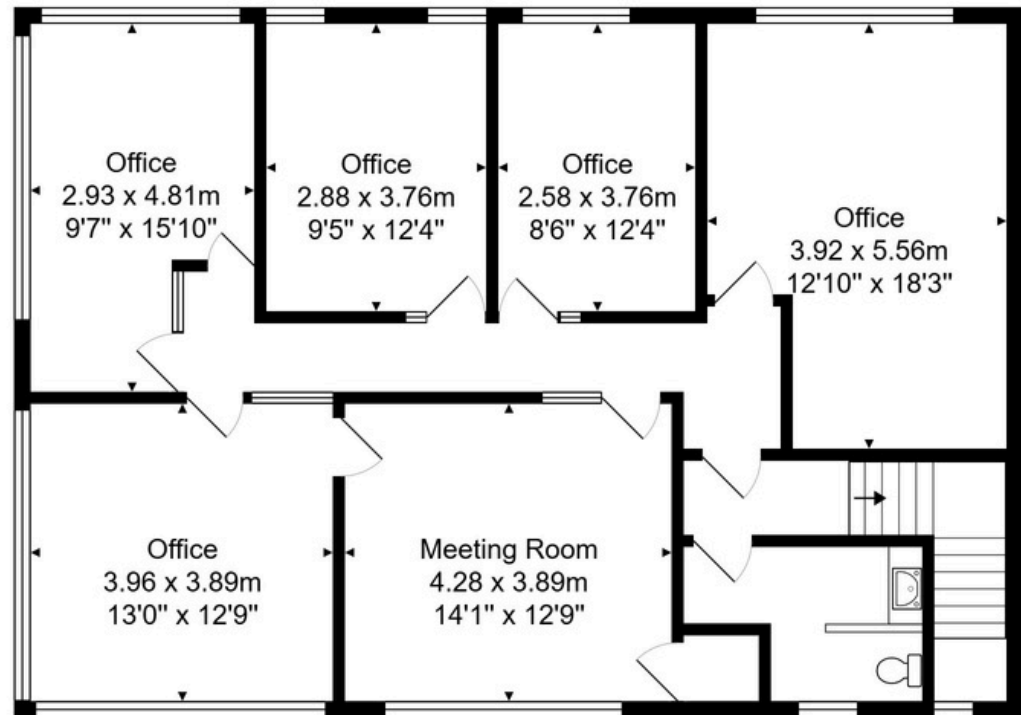 Office
2.93 x 4.81m
9'7" x 15'10"
Office
2.88 x 3.76m
9'5" x 12'4"
Office
2.58 x 3.76m
8'6" x 12'4"
Office
3.92 x 5.56m
12'10" x 18'3"
Office
3.96 x 3.89m
13'0" x 12'9"
Meeting Room
4.28 x 3.89m
14'1" x 12'9"